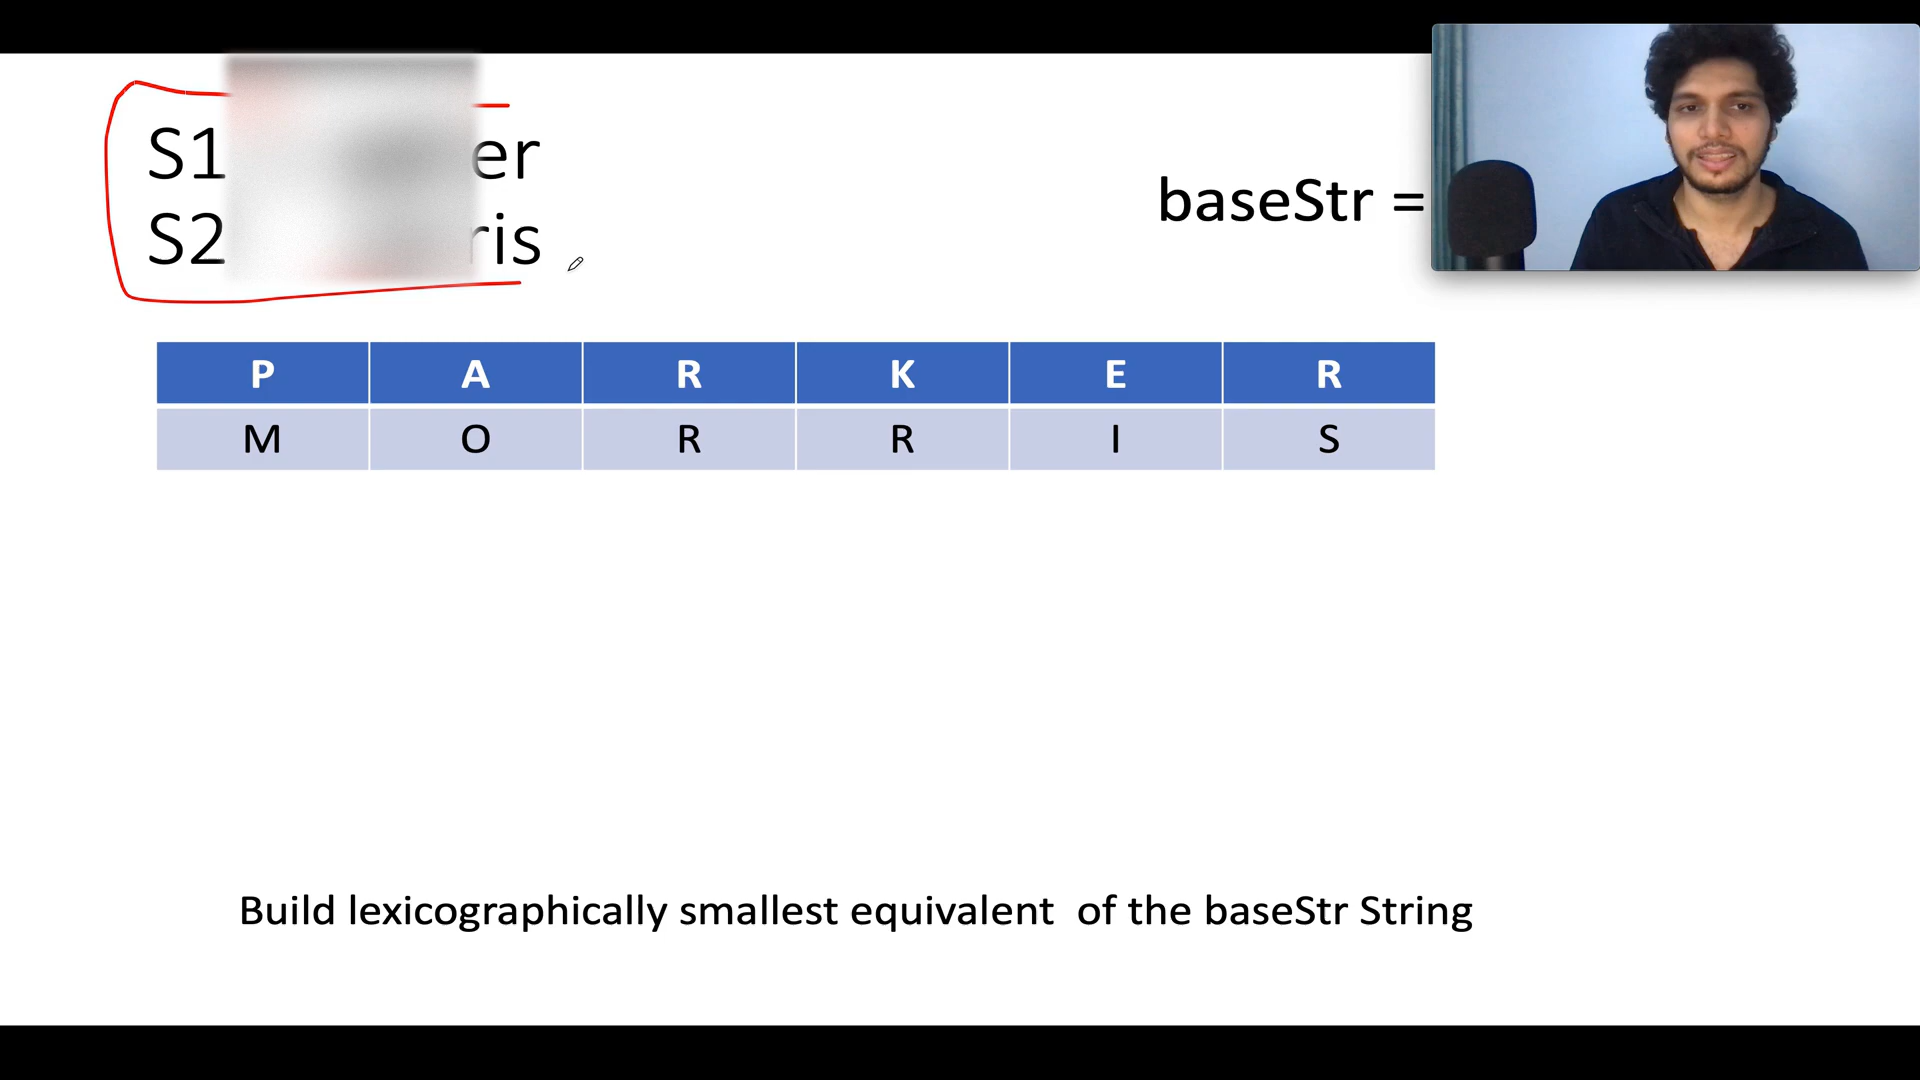 S1 er
S2 ris
baseStr =
P A R K E R
M O R R I S
Build lexicographically smallest equivalent of the baseStr String